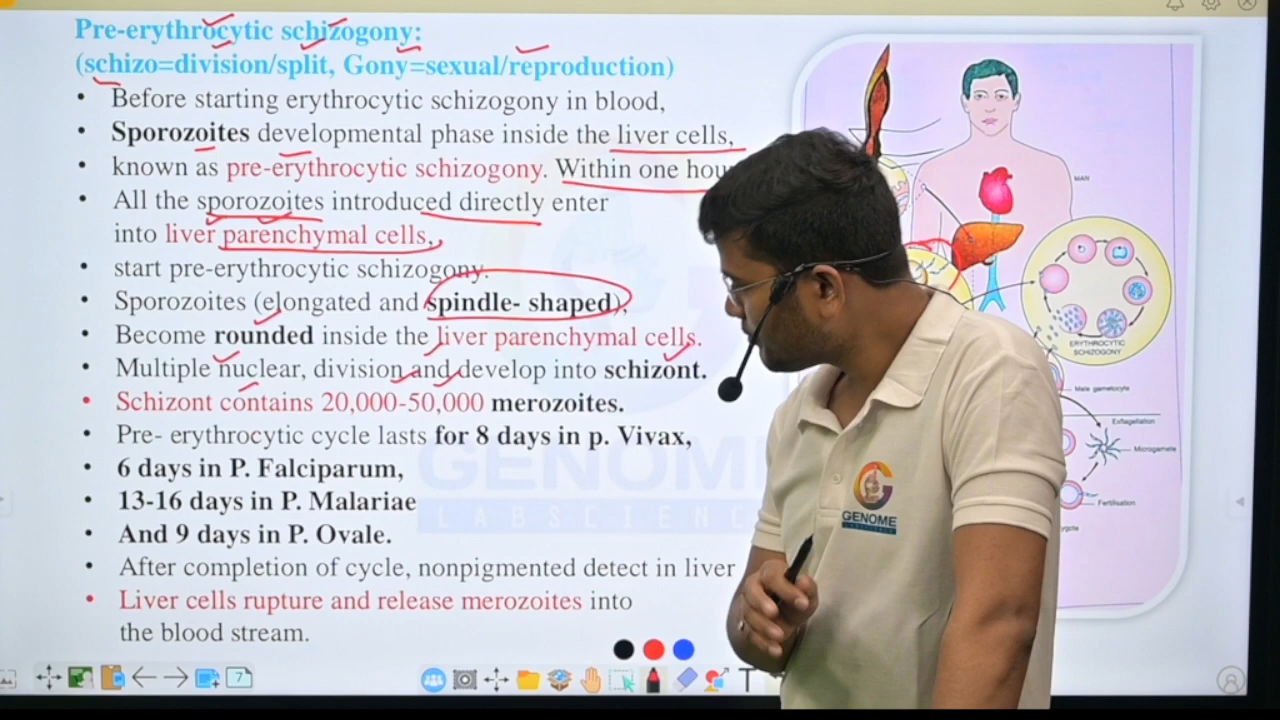 Pre-erythrocytic schizogony:
(schizo=division/split, Gony=sexual/reproduction)
• Before starting erythrocytic schizogony in blood,
• Sporozoites developmental phase inside the liver cells,
• known as pre-erythrocytic schizogony. Within one hou
• All the sporozoites introduced directly enter
into liver parenchymal cells,
• start pre-erythrocytic schizogony.
• Sporozoites (elongated and spindle- shaped),
• Become rounded inside the liver parenchymal cells.
• Multiple nuclear, division and develop into schizont.
• Schizont contains 20,000-50,000 merozoites.
• Pre- erythrocytic cycle lasts for 8 days in p. Vivax,
• 6 days in P. Falciparum,
• 13-16 days in P. Malariae
• And 9 days in P. Ovale.
• After completion of cycle, nonpigmented detect in liver
• Liver cells rupture and release merozoites into
the blood stream.
MAN
ERYTHROCYTIC
SCHIZOGONY
Male gametocyte
Exflagellation
Microgamete
Fertilisation
GENOME
LABSCIENC
GENOME
7
T